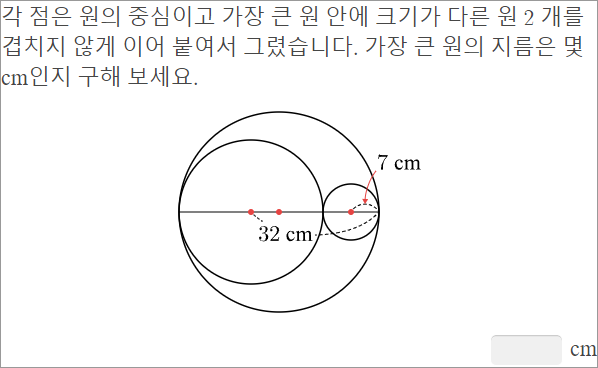 각 점은 원의 중심이고 가장 큰 원 안에 크기가 다른 원 2 개를
겹치지 않게 이어 붙여서 그렸습니다. 가장 큰 원의 지름은 몇
cm인지 구해 보세요.
7 cm
32 cm
cm